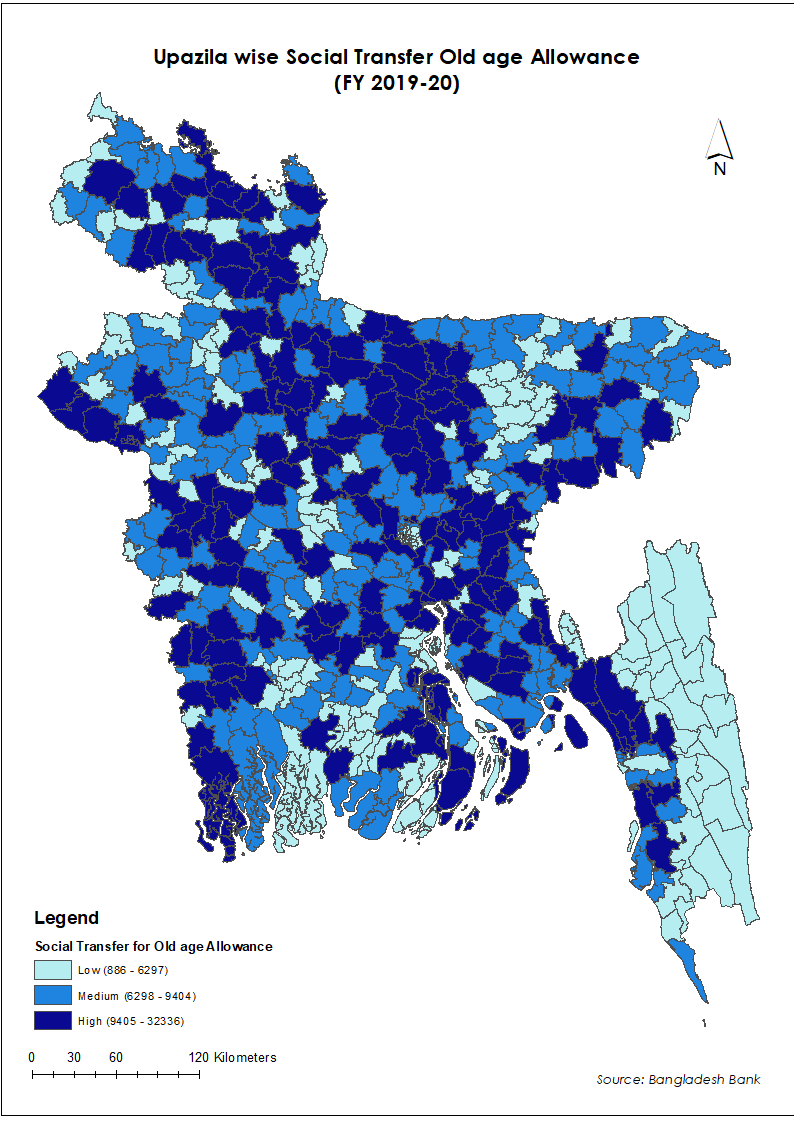 Upazila wise Social Transfer Old age Allowance
(FY 2019-20)
N
Legend
Social Transfer for Old age Allowance
Low (886 - 6297)
Medium (6298 - 9404)
High (9405 - 32336)
0 30 60 120 Kilometers
Source: Bangladesh Bank